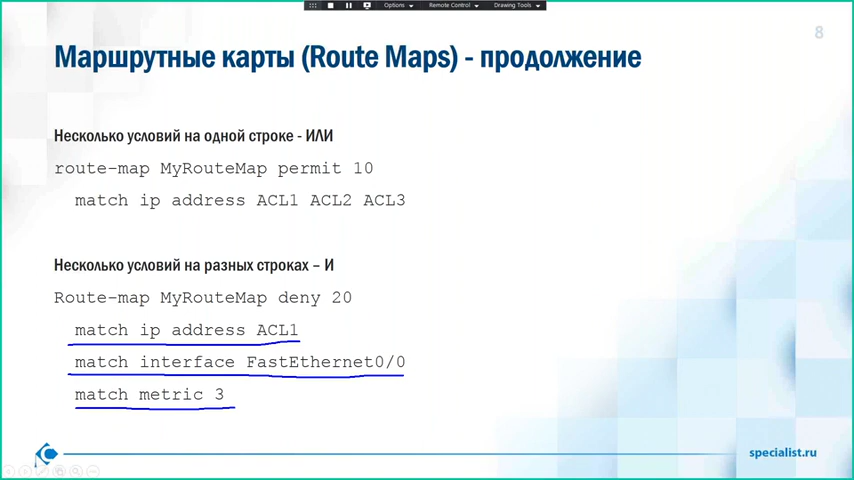 Options
Remote Control
Drawing Tools
8
Маршрутные карты (Route Maps) - продолжение
Несколько условий на одной строке - ИЛИ
route-map MyRouteMap permit 10
match ip address ACL1 ACL2 ACL3
Несколько условий на разных строках – И
Route-map MyRouteMap deny 20
match ip address ACL1
match interface FastEthernet0/0
match metric 3
specialist.ru